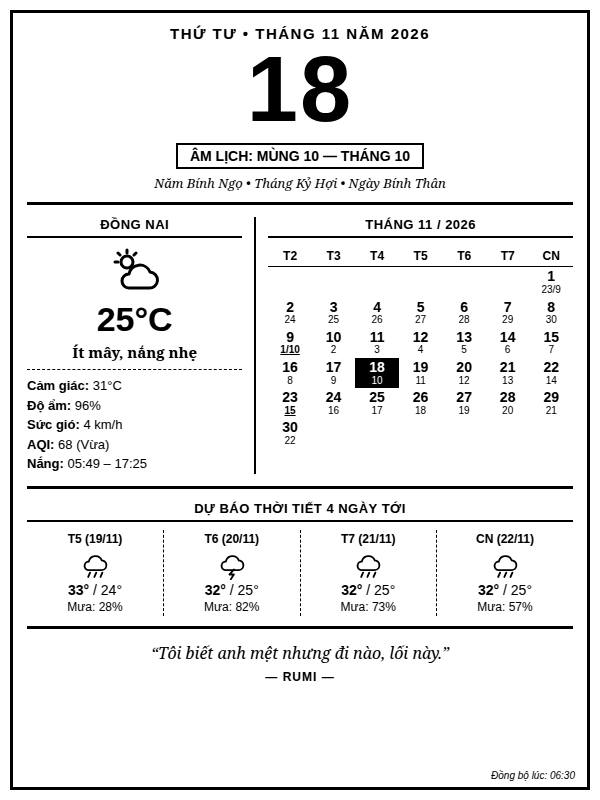 THỨ TƯ • THÁNG 11 NĂM 2026
18
ÂM LỊCH: MÙNG 10 — THÁNG 10
Năm Bính Ngọ • Tháng Kỷ Hợi • Ngày Bính Thân
ĐỒNG NAI
25°C
Ít mây, nắng nhẹ
Cảm giác: 31°C
Độ ẩm: 96%
Sức gió: 4 km/h
AQI: 68 (Vừa)
Nắng: 05:49 – 17:25
THÁNG 11 / 2026
T2 T3 T4 T5 T6 T7 CN
1
23/9
2 3 4 5 6 7 8
24 25 26 27 28 29 30
9 10 11 12 13 14 15
1/10 2 3 4 5 6 7
16 17 18 19 20 21 22
8 9 10 11 12 13 14
23 24 25 26 27 28 29
15 16 17 18 19 20 21
30
22
DỰ BÁO THỜI TIẾT 4 NGÀY TỚI
T5 (19/11)
33° / 24°
Mưa: 28%
T6 (20/11)
32° / 25°
Mưa: 82%
T7 (21/11)
32° / 25°
Mưa: 73%
CN (22/11)
32° / 25°
Mưa: 57%
“Tôi biết anh mệt nhưng đi nào, lối này.”
— RUMI —
Đồng bộ lúc: 06:30